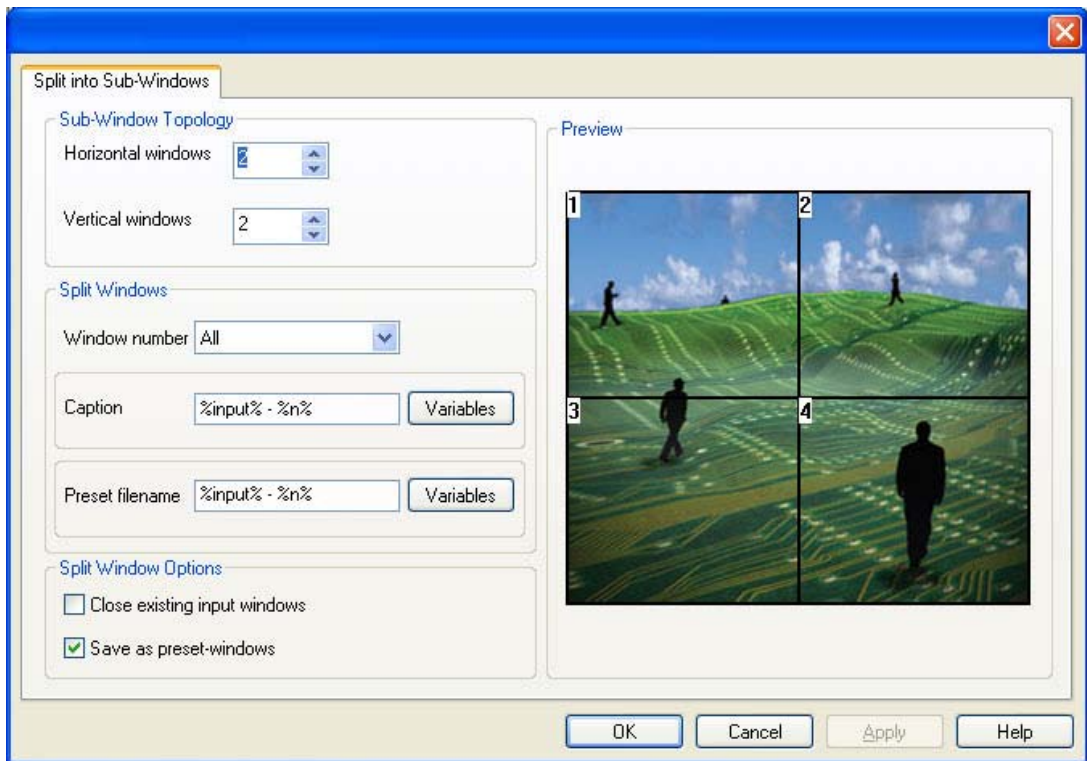 Split into Sub-Windows
Sub-Window Topology
Horizontal windows 2
Vertical windows 2
Split Windows
Window number All
Caption %input% - %n% Variables
Preset filename %input% - %n% Variables
Split Window Options
Close existing input windows
Save as preset-windows
Preview
1 2
3 4
OK Cancel Apply Help